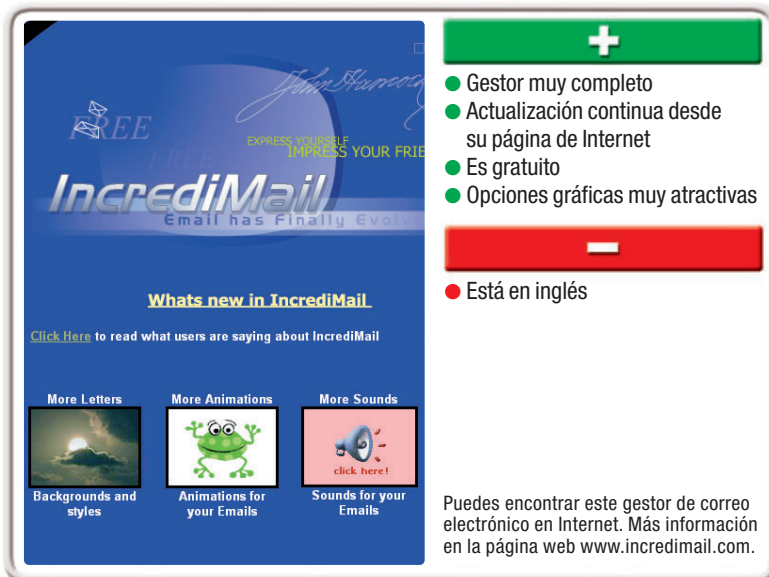 FREE
John Hancock
FREE
EXPRESS YOURSELF
IMPRESS YOUR FRIE
IncrediMail
Email has Finally Evolv
Whats new in IncrediMail
Click Here to read what users are saying about IncrediMail
More Letters
Backgrounds and
styles
More Animations
Animations for
your Emails
More Sounds
click here!
Sounds for your
Emails
+
Gestor muy completo
Actualización continua desde
su página de Internet
Es gratuito
Opciones gráficas muy atractivas
–
Está en inglés
Puedes encontrar este gestor de correo
electrónico en Internet. Más información
en la página web www.incredimail.com.